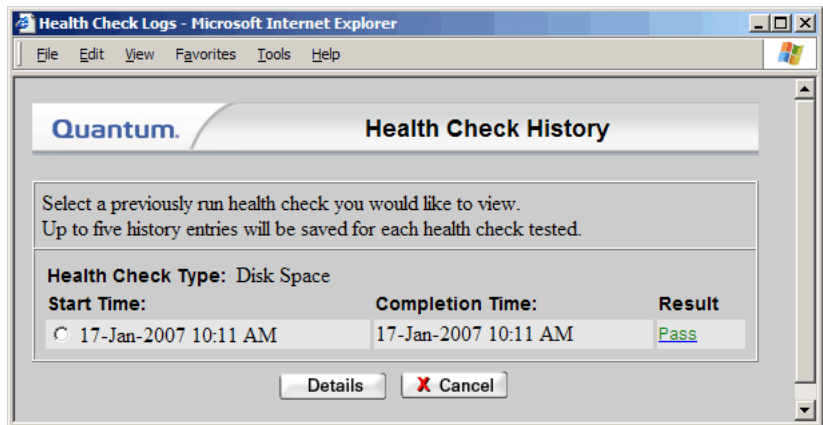 Health Check Logs - Microsoft Internet Explorer
File Edit View Favorites Tools Help
Quantum.
Health Check History
Select a previously run health check you would like to view.
Up to five history entries will be saved for each health check tested.
Health Check Type: Disk Space
Start Time: Completion Time: Result
17-Jan-2007 10:11 AM 17-Jan-2007 10:11 AM Pass
Details X Cancel